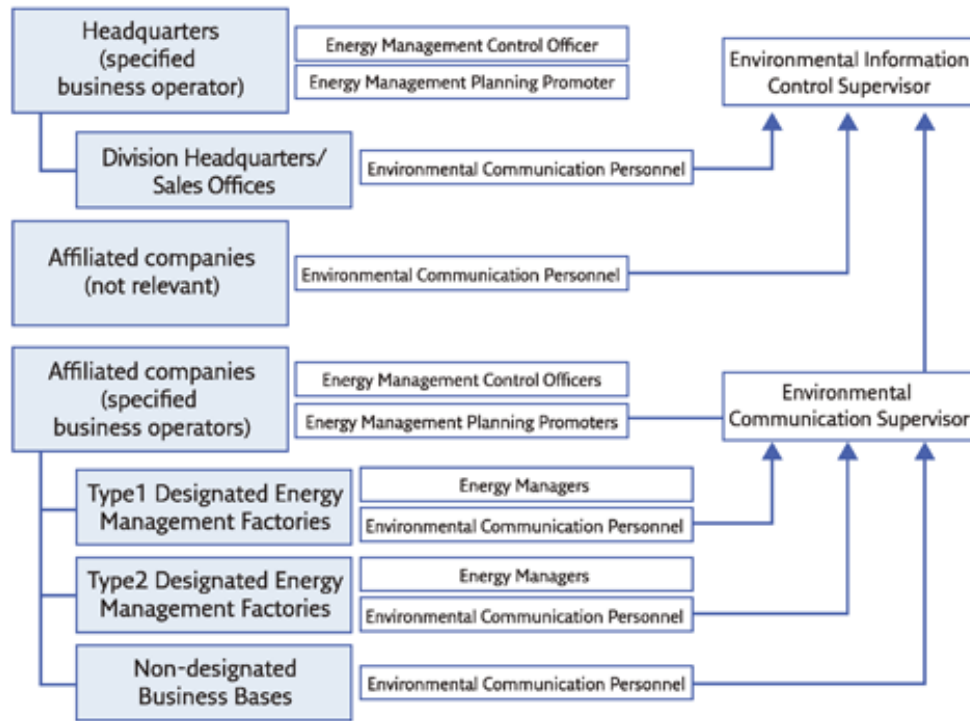 Headquarters
(specified
business operator)
Energy Management Control Officer
Energy Management Planning Promoter
Environmental Information
Control Supervisor
Division Headquarters/
Sales Offices
Environmental Communication Personnel
Affiliated companies
(not relevant)
Environmental Communication Personnel
Affiliated companies
(specified
business operators)
Energy Management Control Officers
Energy Management Planning Promoters
Environmental
Communication Supervisor
Type1 Designated Energy
Management Factories
Energy Managers
Environmental Communication Personnel
Type2 Designated Energy
Management Factories
Energy Managers
Environmental Communication Personnel
Non-designated
Business Bases
Environmental Communication Personnel